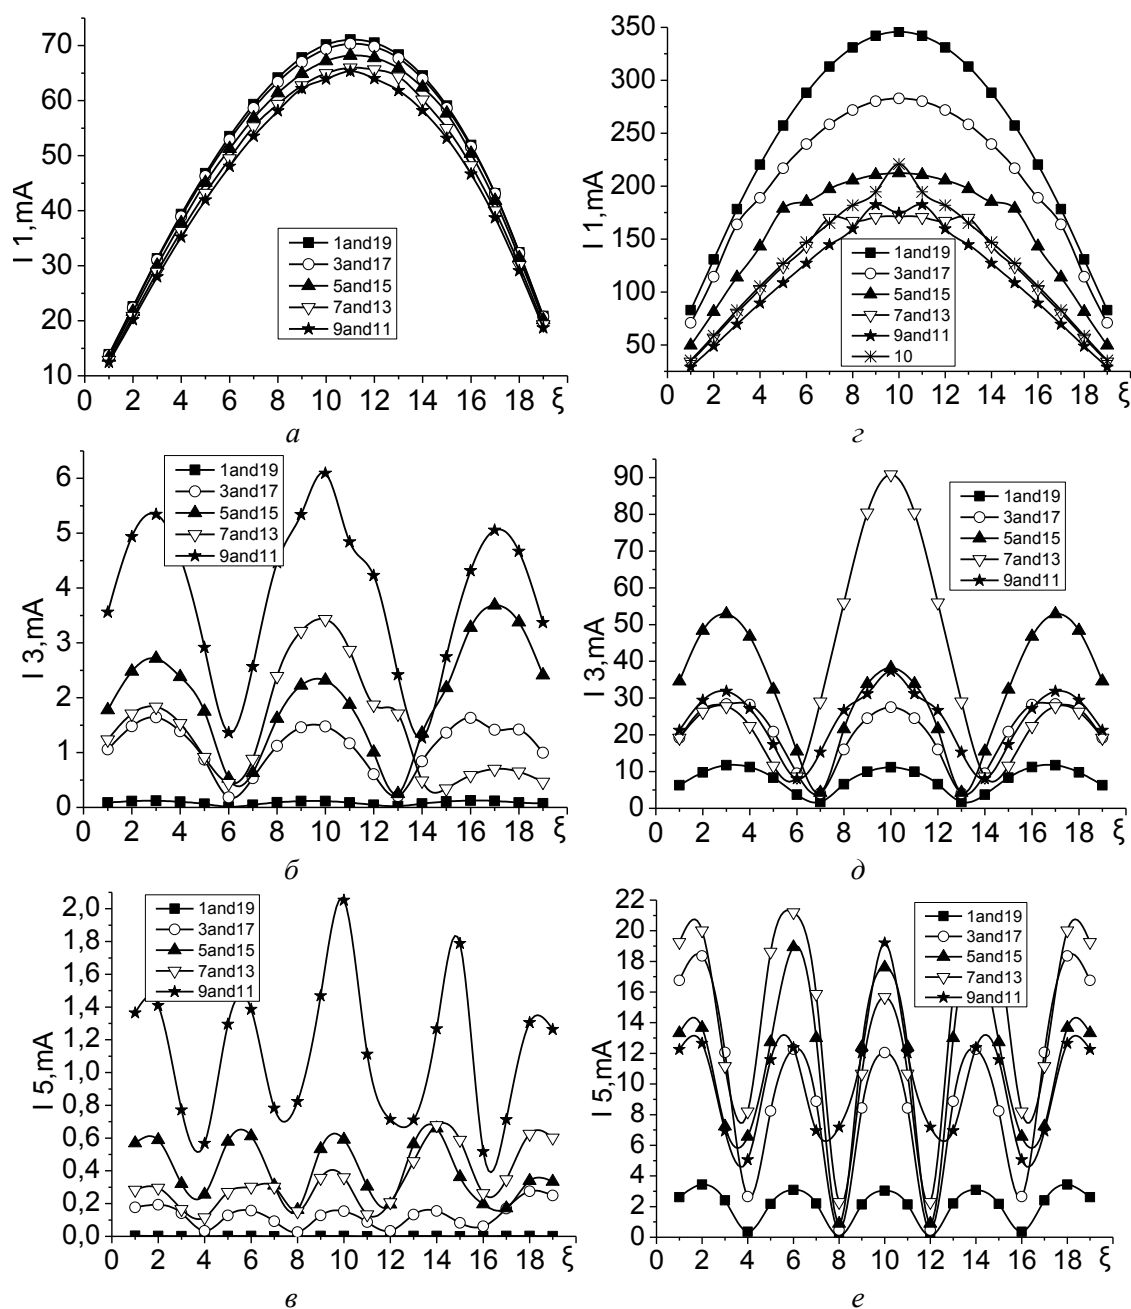 I 1,mA
70
60
50
40
30
20
10
1and19
3and17
5and15
7and13
9and11
0 2 4 6 8 10 12 14 16 18 ξ
а
I 1,mA
350
300
250
200
150
100
50
1and19
3and17
5and15
7and13
9and11
10
0 2 4 6 8 10 12 14 16 18 ξ
г
I 3,mA
6
5
4
3
2
1
0
1and19
3and17
5and15
7and13
9and11
0 2 4 6 8 10 12 14 16 18 ξ
б
I 3,mA
90
80
70
60
50
40
30
20
10
0
1and19
3and17
5and15
7and13
9and11
0 2 4 6 8 10 12 14 16 18 ξ
д
I 5,mA
2,0
1,8
1,6
1,4
1,2
1,0
0,8
0,6
0,4
0,2
0,0
1and19
3and17
5and15
7and13
9and11
0 2 4 6 8 10 12 14 16 18 ξ
в
I 5,mA
22
20
18
16
14
12
10
8
6
4
2
0
1and19
3and17
5and15
7and13
9and11
0 2 4 6 8 10 12 14 16 18 ξ
е